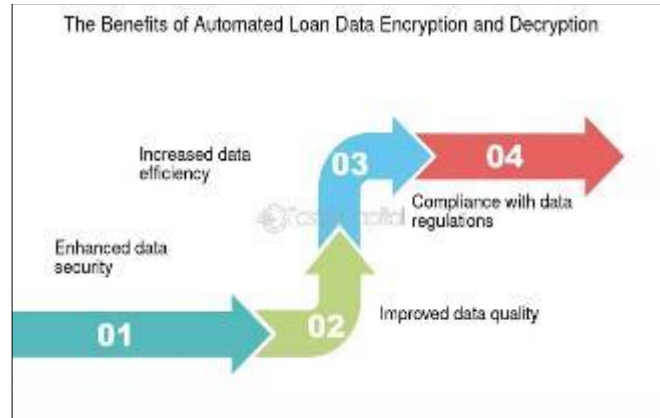 The Benefits of Automated Loan Data Encryption and Decryption
Increased data
efficiency
03
04
Compliance with data
regulations
Enhanced data
security
01
02
Improved data quality